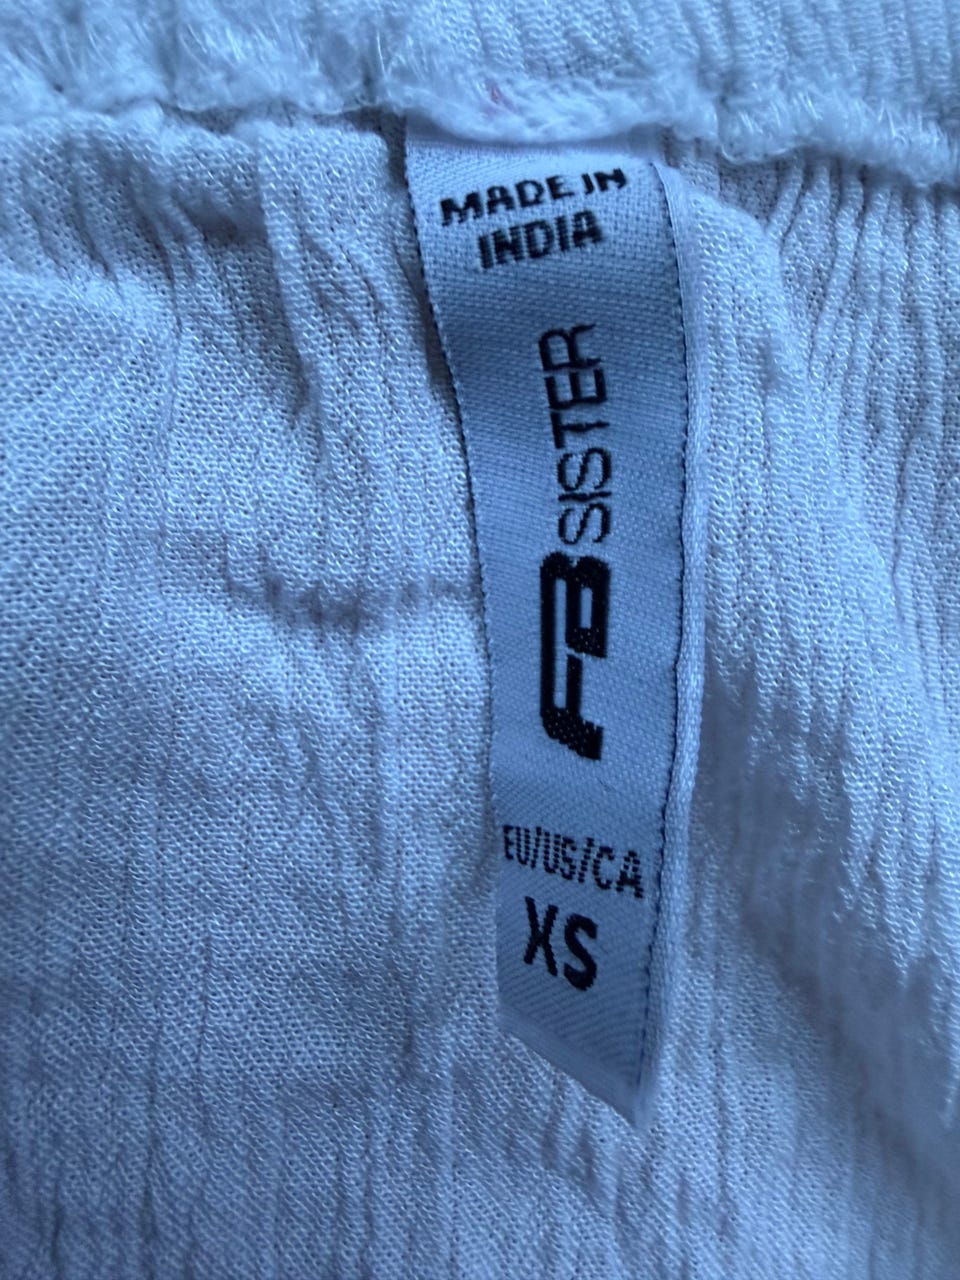 MADE IN
INDIA
FB SISTER
EU/US/CA
XS